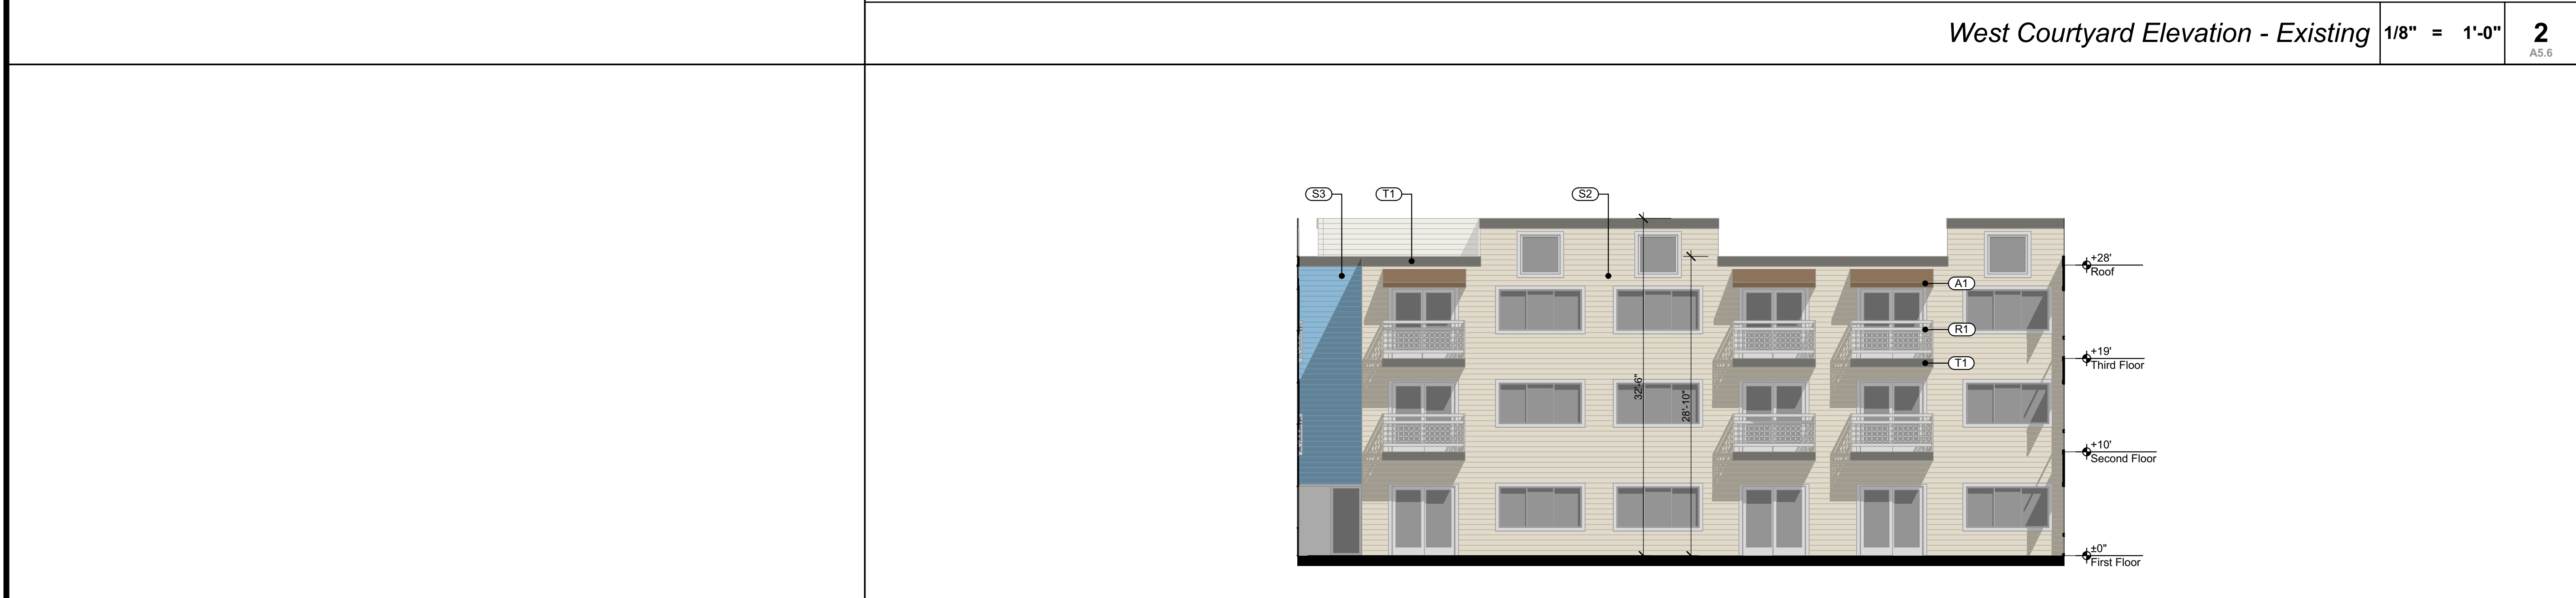 West Courtyard Elevation - Existing
1/8" = 1'-0"
2
A5.6
S3
T1
S2
+28'
Roof
A1
R1
+19'
Third Floor
T1
32'-6"
28'-10"
+10'
Second Floor
±0"
First Floor